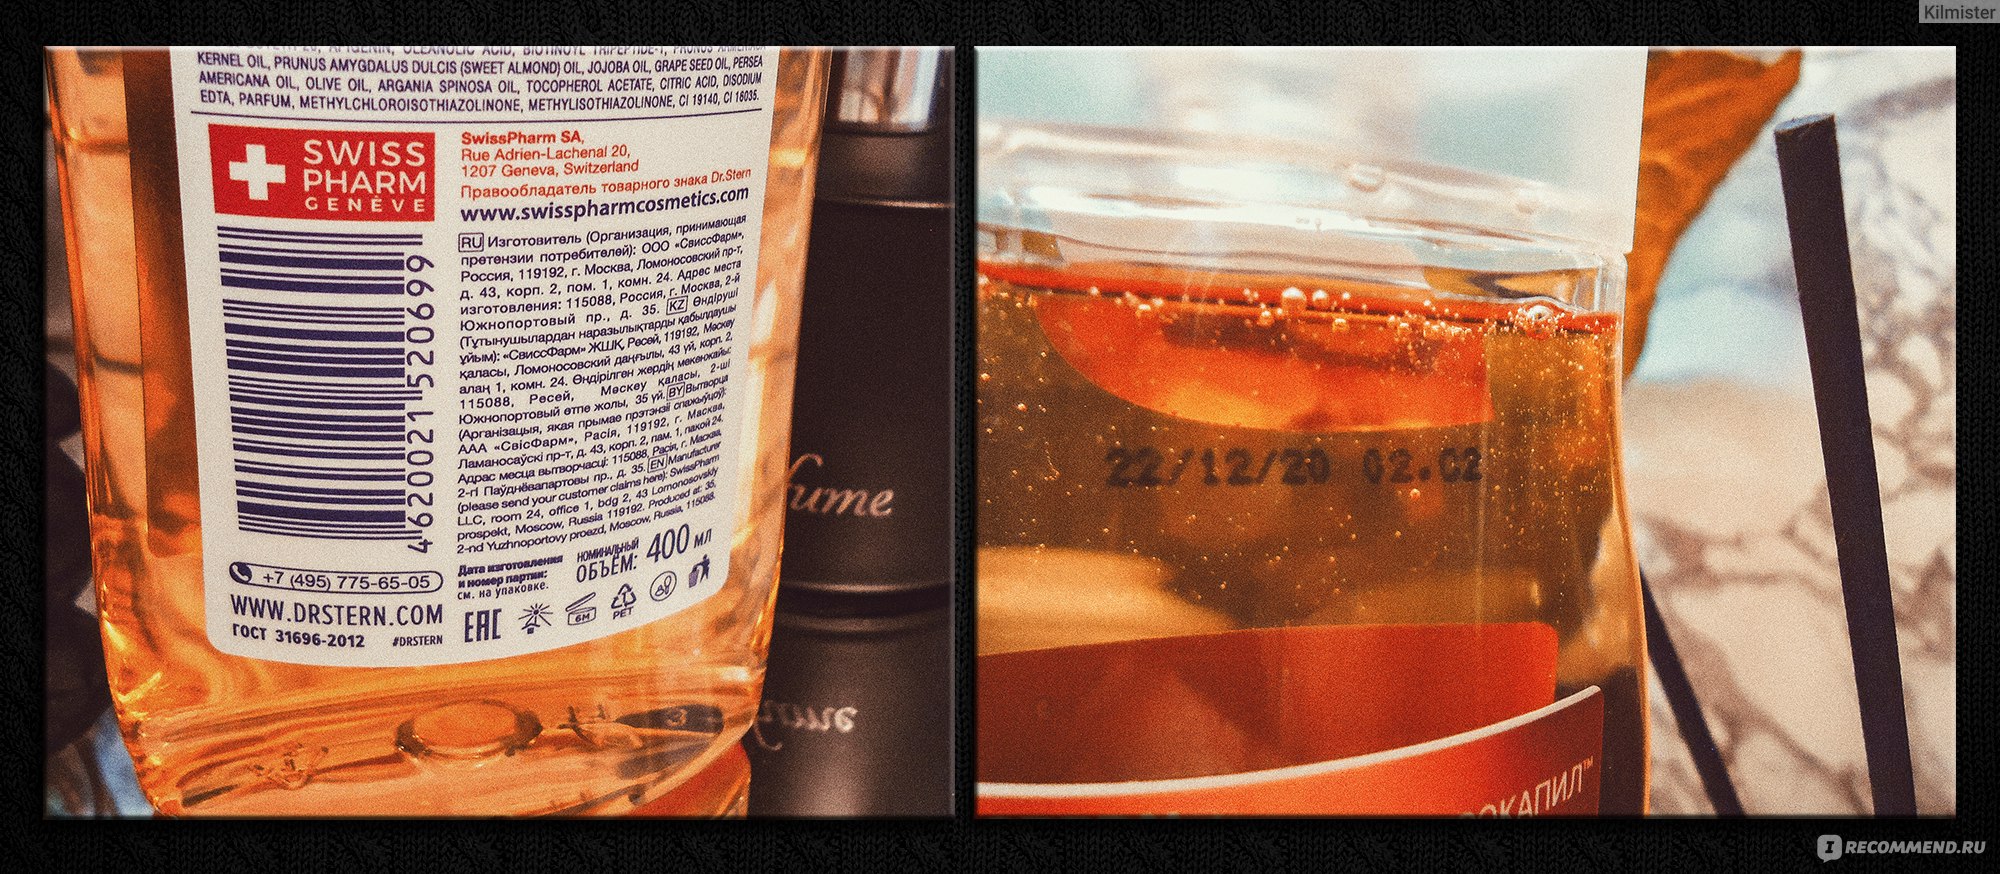 Kilmister
KERNEL OIL, PRUNUS AMYGDALUS DULCIS (SWEET ALMOND) OIL, JOJOBA OIL, GRAPE SEED OIL, PERSEA
AMERICANA OIL, OLIVE OIL, ARGANIA SPINOSA OIL, TOCOPHEROL ACETATE, CITRIC ACID, DISODIUM
EDTA, PARFUM, METHYLCHLOROISOTHIAZOLINONE, METHYLISOTHIAZOLINONE, CI 19140, CI 16035.
SWISS
PHARM
GENÈVE
SwissPharm SA,
Rue Adrien-Lachenal 20,
1207 Geneva, Switzerland
Правообладатель товарного знака Dr.Stern
www.swisspharmcosmetics.com
RU Изготовитель (Организация, принимающая
претензии потребителей): ООО «СвиссФарм»,
Россия, 119192, г. Москва, Ломоносовский пр-т,
д. 43, корп. 2, пом. 1, комн. 24. Адрес места
изготовления: 115088, Россия, г. Москва, 2-й
Южнопортовый пр., д. 35. KZ Өндіруші
(Тұтынушылардан наразылықтарды қабылдаушы
ұйым): «СвиссФарм» ЖШҚ, Ресей, 119192, Мәскеу
қаласы, Ломоносовский даңғылы, 43 үй, корп. 2,
алаң 1, комн. 24. Өндірілген жердің мекенжайы:
115088, Ресей, Мәскеу қаласы, 2-ші
Южнопортовый өтпе жолы, 35 үй. BY Вытворца
(Арганізацыя, якая прымае прэтэнзіі спажыўцоў):
ААА «СвісФарм», Расія, 119192, г. Масква,
Ламаносаўскі пр-т, д. 43, корп. 2, пам. 1, пакой 24.
Адрас месца вытворчасці: 115088, Расія, г. Масква,
2-гі Паўднёвапартовы пр., д. 35. EN Manufacturer
(please send your customer claims here): SwissPharm
LLC, room 24, office 1, bdg 2, 43 Lomonosovskiy
prospekt, Moscow, Russia 119192. Produced at: 35,
2-nd Yuzhnoportovy proezd, Moscow, Russia, 115088.
4620021520699
+7 (495) 775-65-05
WWW.DRSTERN.COM
ГОСТ 31696-2012 #DRSTERN
Дата изготовления
и номер партии:
см. на упаковке.
НОМИНАЛЬНЫЙ
ОБЪЁМ: 400 МЛ
EAC
6M
PET
fume
22/12/20 02.02
ОКАПИЛ™
IRECOMMEND.RU